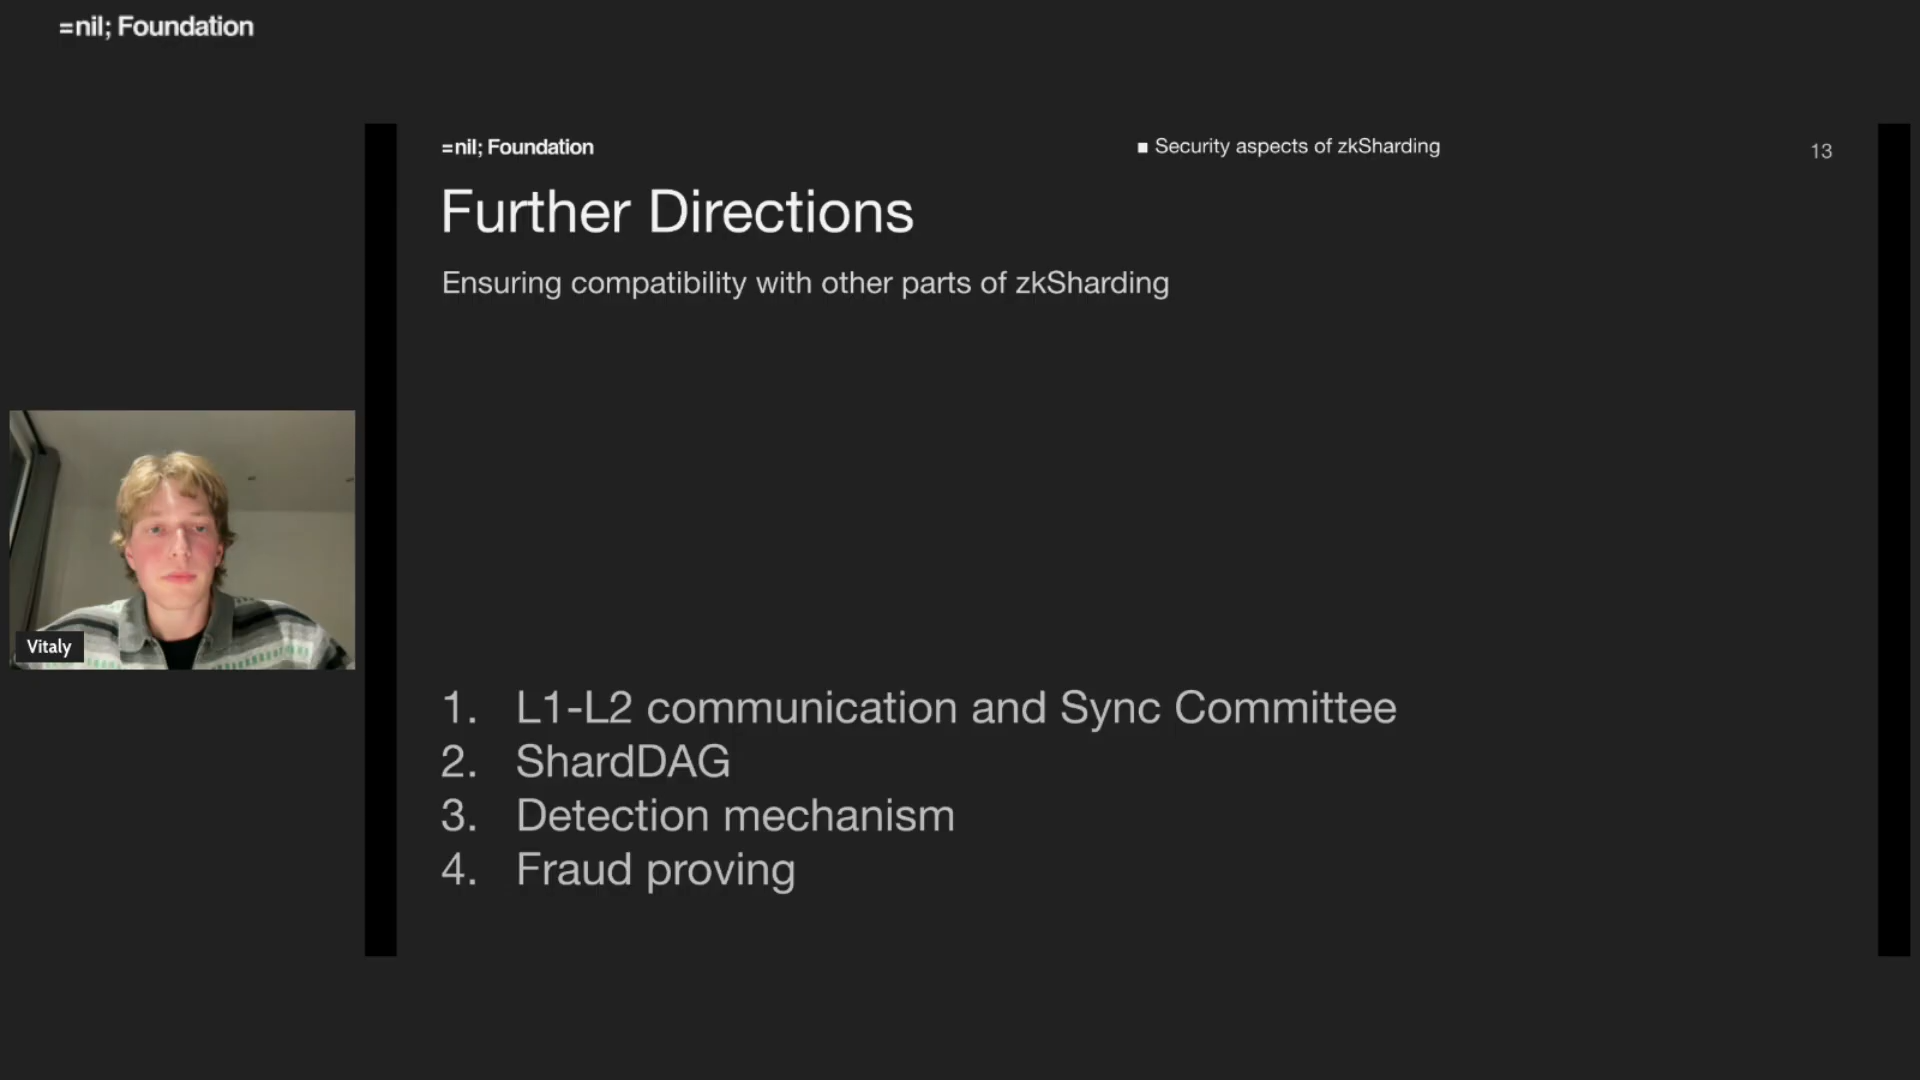 =nil; Foundation
=nil; Foundation
■ Security aspects of zkSharding
13
Further Directions
Ensuring compatibility with other parts of zkSharding
Vitaly
1. L1-L2 communication and Sync Committee
2. ShardDAG
3. Detection mechanism
4. Fraud proving